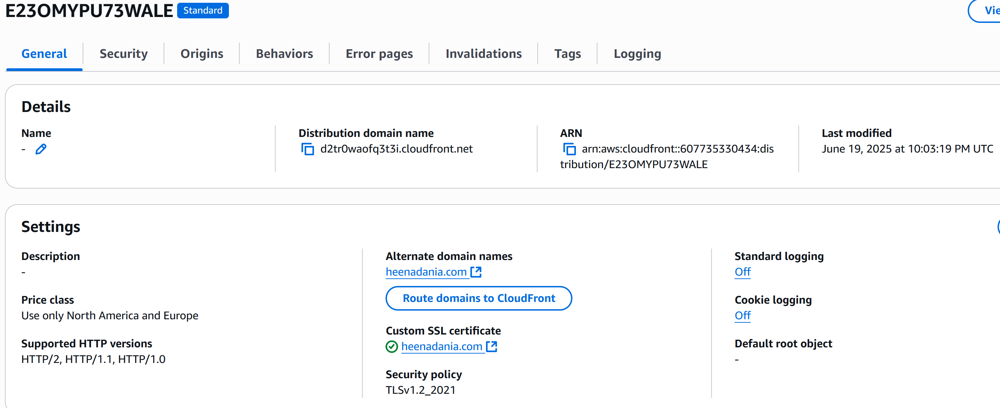 E23OMYPU73WALE Standard
General Security Origins Behaviors Error pages Invalidations Tags Logging
Details
Name
-
Distribution domain name
d2tr0waofq3t3i.cloudfront.net
ARN
arn:aws:cloudfront::607735330434:dis
tribution/E23OMYPU73WALE
Last modified
June 19, 2025 at 10:03:19 PM UTC
Settings
Description
-
Price class
Use only North America and Europe
Supported HTTP versions
HTTP/2, HTTP/1.1, HTTP/1.0
Alternate domain names
heenadania.com
Route domains to CloudFront
Custom SSL certificate
heenadania.com
Security policy
TLSv1.2_2021
Standard logging
Off
Cookie logging
Off
Default root object
-